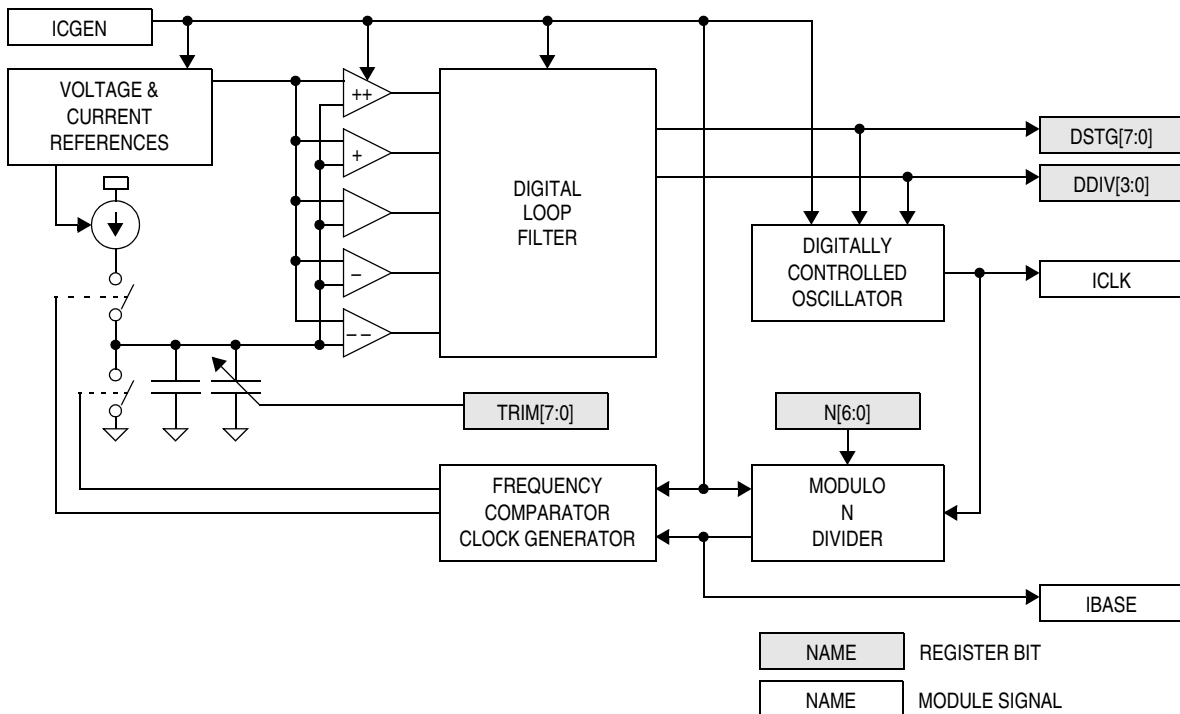 ICGEN
VOLTAGE &
CURRENT
REFERENCES
++
+
−
− −
DIGITAL
LOOP
FILTER
DSTG[7:0]
DDIV[3:0]
DIGITALLY
CONTROLLED
OSCILLATOR
ICLK
TRIM[7:0]
N[6:0]
FREQUENCY
COMPARATOR
CLOCK GENERATOR
MODULO
N
DIVIDER
IBASE
NAME REGISTER BIT
NAME MODULE SIGNAL